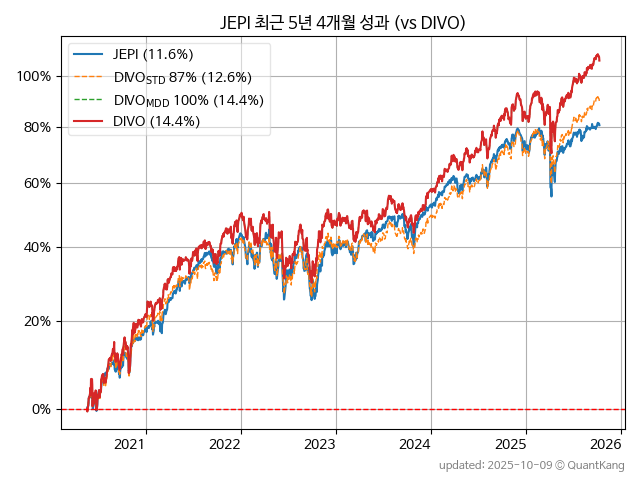 JEPI 최근 5년 4개월 성과 (vs DIVO)
JEPI (11.6%)
DIVO_STD 87% (12.6%)
DIVO_MDD 100% (14.4%)
DIVO (14.4%)
100%
80%
60%
40%
20%
0%
2021 2022 2023 2024 2025 2026
updated: 2025-10-09 © QuantKang